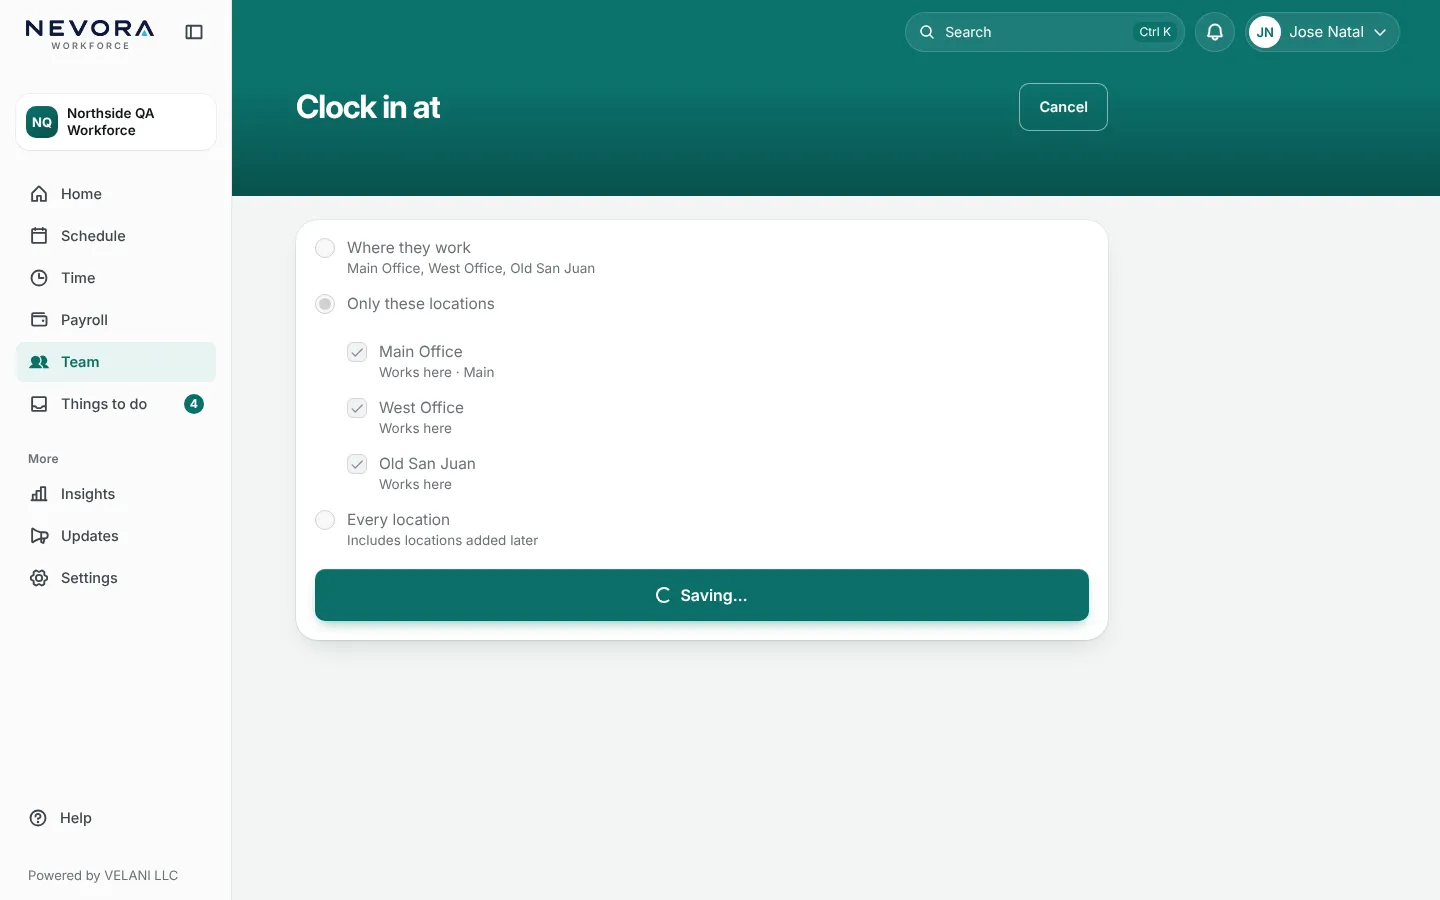 NEVORA
WORKFORCE
Search
Ctrl K
JN
Jose Natal
Clock in at
Cancel
NQ
Northside QA
Workforce
Home
Schedule
Time
Payroll
Team
Things to do
4
More
Insights
Updates
Settings
Help
Powered by VELANI LLC
Where they work
Main Office, West Office, Old San Juan
Only these locations
Main Office
Works here · Main
West Office
Works here
Old San Juan
Works here
Every location
Includes locations added later
Saving...